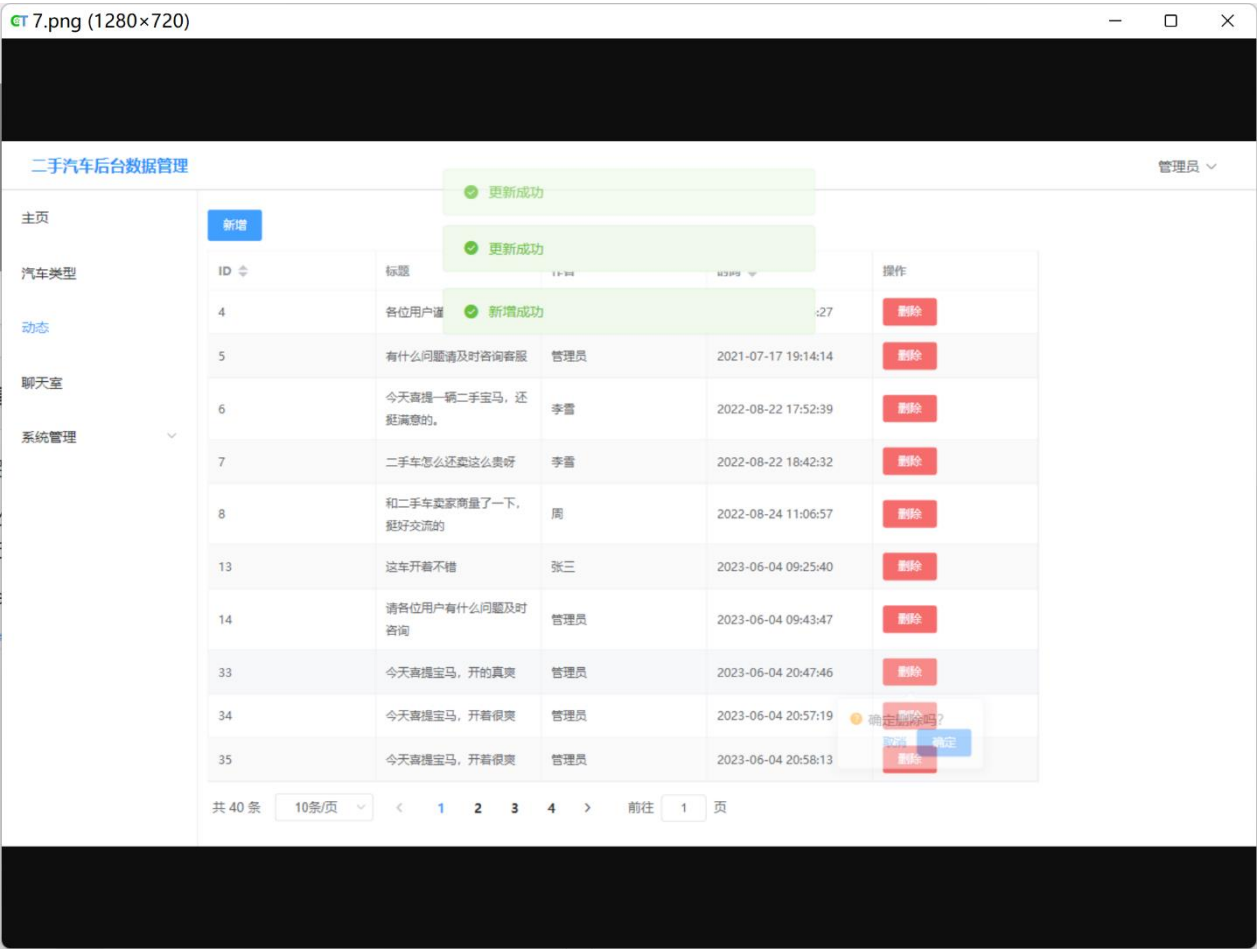 7.png (1280×720)
二手汽车后台数据管理
管理员
更新成功
更新成功
新增成功
主页
汽车类型
动态
聊天室
系统管理
新增
ID 标题 操作
4 各位用户 :27 删除
5 有什么问题请及时咨询客服 管理员 2021-07-17 19:14:14 删除
6 今天喜提一辆二手宝马，还 李雪 2022-08-22 17:52:39 删除
挺满意的。
7 二手车怎么还卖这么贵呀 李雪 2022-08-22 18:42:32 删除
8 和二手车卖家商量了一下， 周 2022-08-24 11:06:57 删除
挺好交流的
13 这车开着不错 张三 2023-06-04 09:25:40 删除
14 请各位用户有什么问题及时 管理员 2023-06-04 09:43:47 删除
咨询
33 今天喜提宝马，开的真爽 管理员 2023-06-04 20:47:46 删除
34 今天喜提宝马，开着很爽 管理员 2023-06-04 20:57:19 删除
确定删除吗？
取消 确定
35 今天喜提宝马，开着很爽 管理员 2023-06-04 20:58:13 删除
共 40 条 10条/页 1 2 3 4 前往 1 页